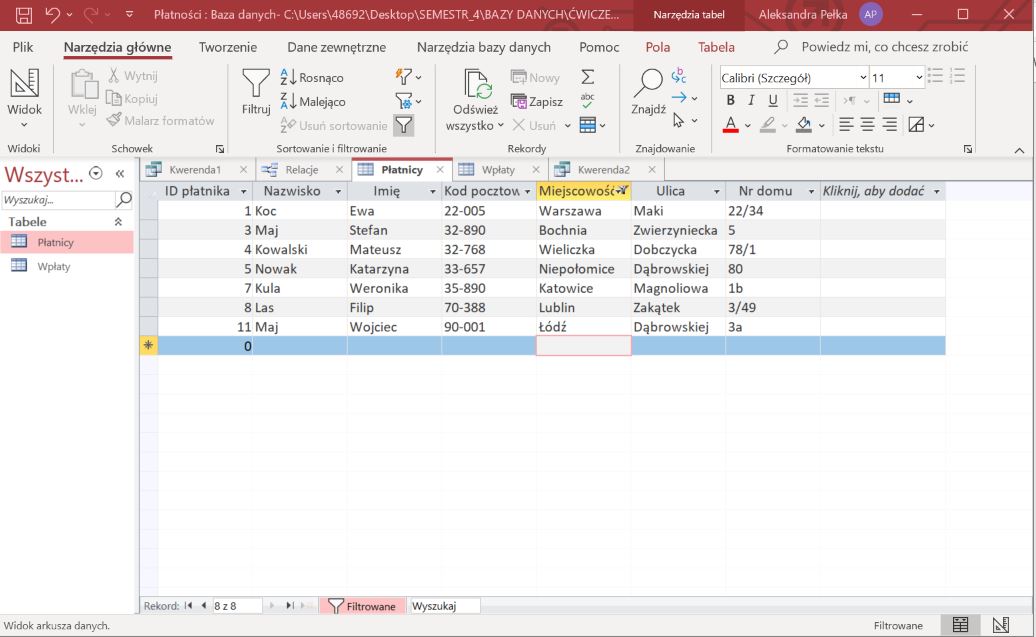 Płatności : Baza danych- C:\Users\48692\Desktop\SEMESTR_4\BAZY DANYCH\ĆWICZE... Narzędzia tabel Aleksandra Pełka AP
Plik Narzędzia główne Tworzenie Dane zewnętrzne Narzędzia bazy danych Pomoc Pola Tabela Powiedz mi, co chcesz zrobić
Widok
Widoki
Wklej
Wytnij
Kopiuj
Malarz formatów
Schowek
Filtruj
Rosnąco
Malejąco
Usuń sortowanie
Sortowanie i filtrowanie
Odśwież
wszystko
Nowy
Zapisz
Usuń
Rekordy
Znajdź
Znajdowanie
Calibri (Szczegół) 11
B I U
A
Formatowanie tekstu
Wszyst...
Wyszukaj...
Tabele
Płatnicy
Wpłaty
Kwerenda1 Relacje Płatnicy Wpłaty Kwerenda2
ID płatnika Nazwisko Imię Kod pocztow Miejscowość Ulica Nr domu Kliknij, aby dodać
1 Koc Ewa 22-005 Warszawa Maki 22/34
3 Maj Stefan 32-890 Bochnia Zwierzyniecka 5
4 Kowalski Mateusz 32-768 Wieliczka Dobczycka 78/1
5 Nowak Katarzyna 33-657 Niepołomice Dąbrowskiej 80
7 Kula Weronika 35-890 Katowice Magnoliowa 1b
8 Las Filip 70-388 Lublin Zakątek 3/49
11 Maj Wojciec 90-001 Łódź Dąbrowskiej 3a
0
Rekord: 8 z 8 Filtrowane Wyszukaj
Widok arkusza danych. Filtrowane